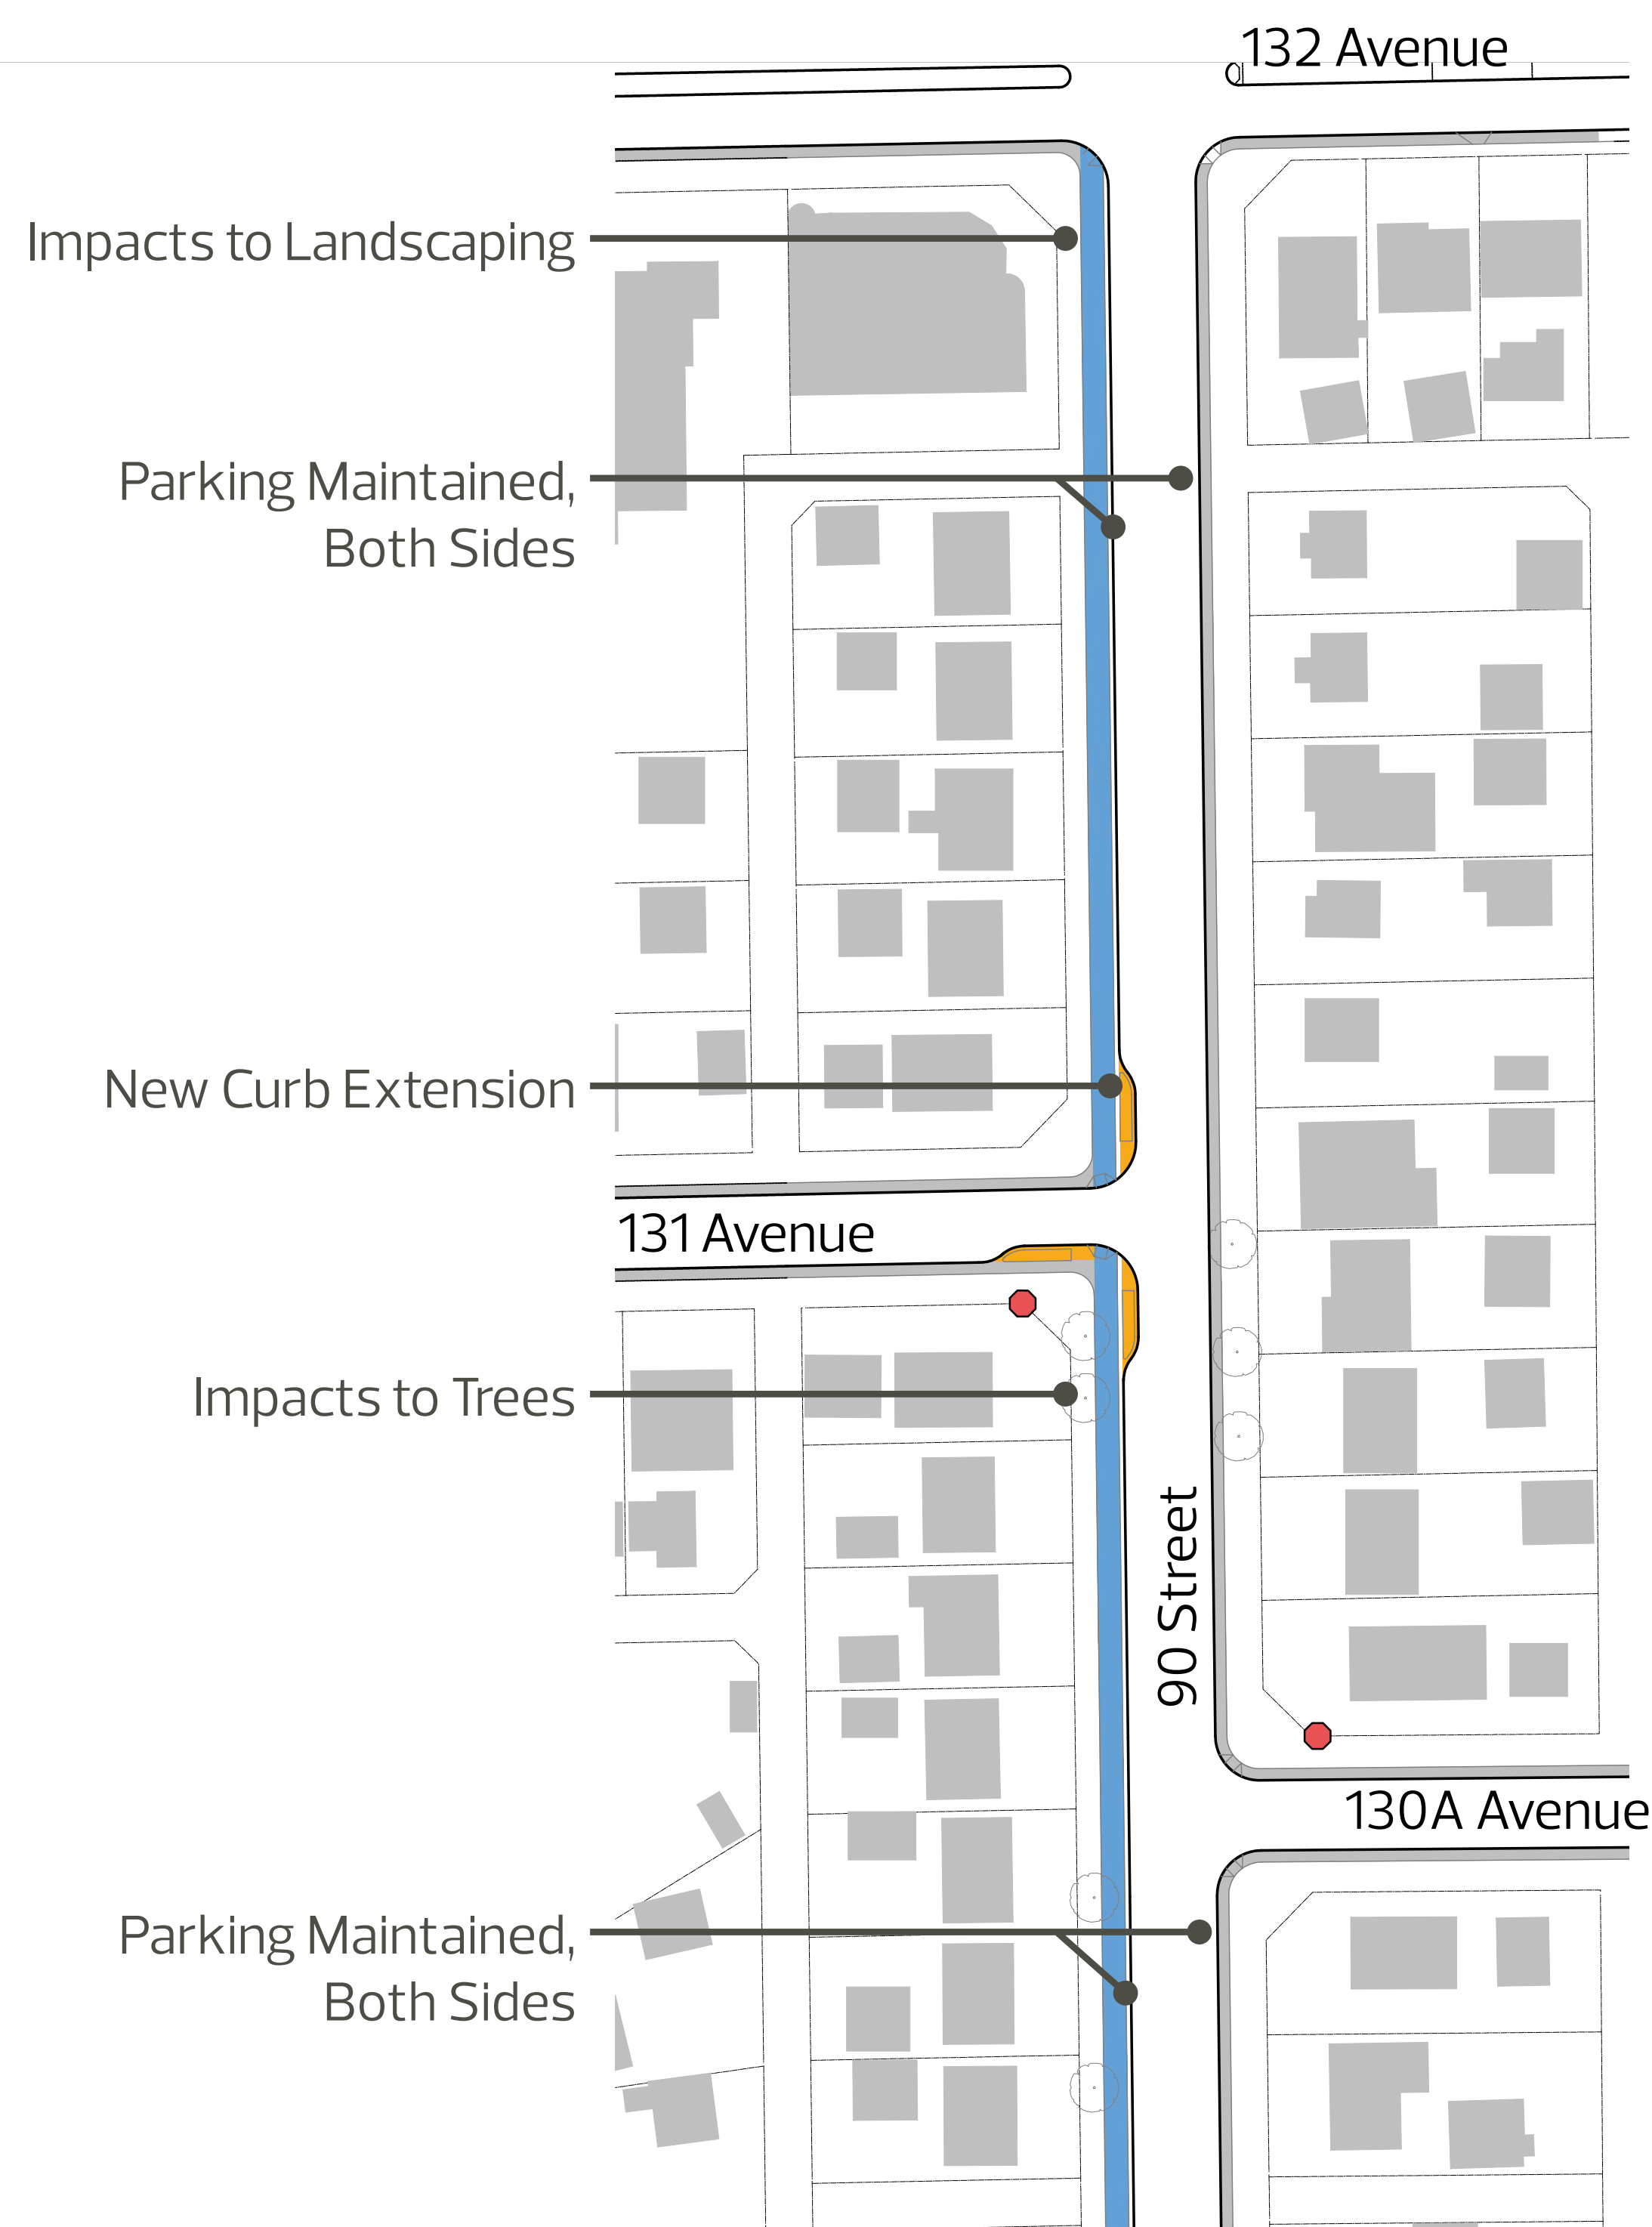 132 Avenue
Impacts to Landscaping
Parking Maintained,
Both Sides
New Curb Extension
131 Avenue
Impacts to Trees
90 Street
130A Avenue
Parking Maintained,
Both Sides